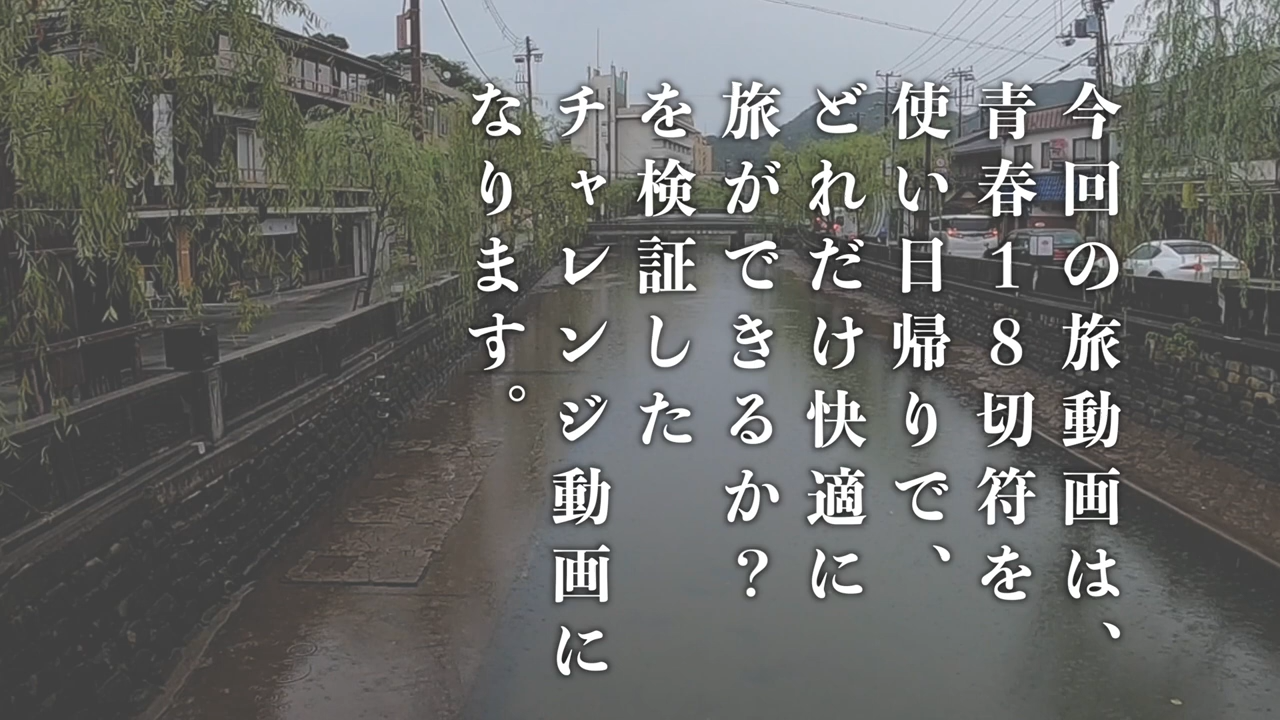 今回の旅動画は、
青春１８切符を
使い日帰りで、
どれだけ快適に
旅ができるか？
を検証した
チャレンジ動画に
なります。